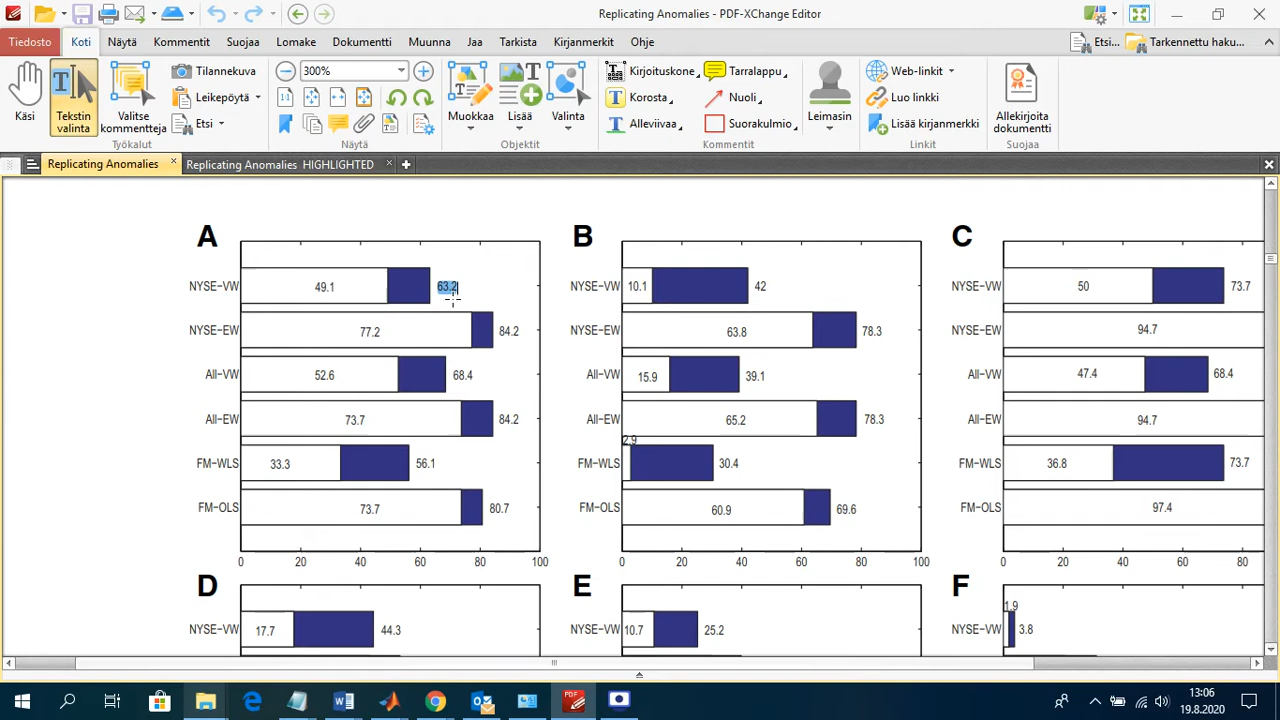 Replicating Anomalies - PDF-XChange Editor
Tiedosto Koti Näytä Kommentit Suojaa Lomake Dokumentti Muunna Jaa Tarkista Kirjanmerkit Ohje Etsi... Tarkennettu haku...
Käsi
Tekstin valinta
Valitse kommentteja
Tilannekuva
Leikepöytä
Etsi
Työkalut
300%
Näytä
Muokkaa
Lisää
Valinta
Objektit
Kirjoituskone
Korosta
Alleviivaa
Tarralappu
Nuoli
Suorakulmio
Leimasin
Kommentit
Web-linkit
Luo linkki
Lisää kirjanmerkki
Linkit
Allekirjoita dokumentti
Suojaa
Replicating Anomalies
Replicating Anomalies HIGHLIGHTED
A
NYSE-VW 49.1 63.2
NYSE-EW 77.2 84.2
All-VW 52.6 68.4
All-EW 73.7 84.2
FM-WLS 33.3 56.1
FM-OLS 73.7 80.7
0 20 40 60 80 100
B
NYSE-VW 10.1 42
NYSE-EW 63.8 78.3
All-VW 15.9 39.1
All-EW 65.2 78.3
FM-WLS 2.9 30.4
FM-OLS 60.9 69.6
0 20 40 60 80 100
C
NYSE-VW 50 73.7
NYSE-EW 94.7
All-VW 47.4 68.4
All-EW 94.7
FM-WLS 36.8 73.7
FM-OLS 97.4
0 20 40 60 80
D
NYSE-VW 17.7 44.3
E
NYSE-VW 10.7 25.2
F
NYSE-VW 1.9 3.8
PDF
13:06
19.8.2020